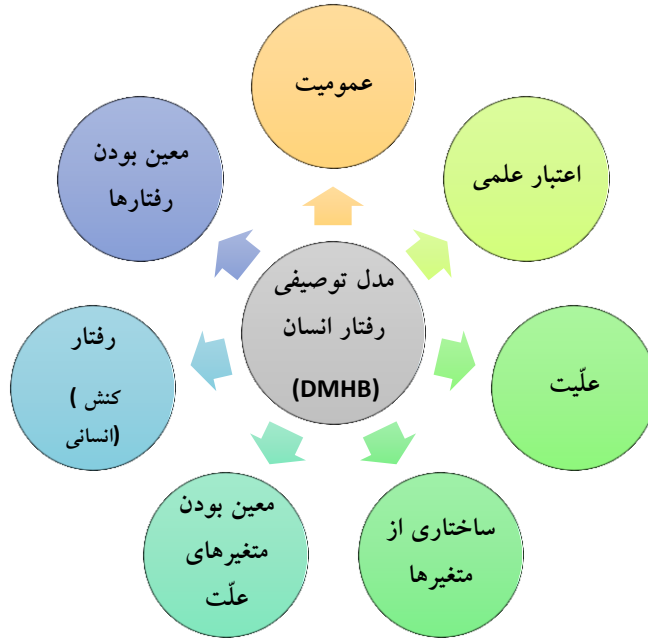 عمومیت
اعتبار علمی
علّیت
ساختاری از
متغیرها
معین بودن
متغیرهای
علّت
رفتار
( کنش
انسانی)
معین بودن
رفتارها
مدل توصیفی
رفتار انسان
(DMHB)